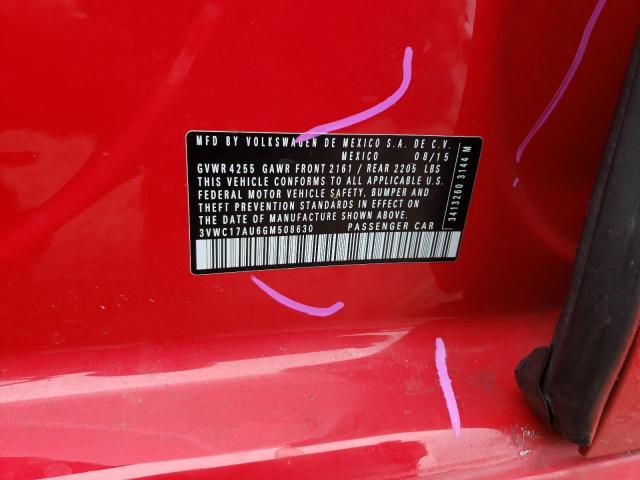 MFD BY VOLKSWAGEN DE MEXICO S.A. DE C.V.
MEXICO 08/15
GVWR 4255 GAWR FRONT 2161 / REAR 2205 LBS
THIS VEHICLE CONFORMS TO ALL APPLICABLE U.S.
FEDERAL MOTOR VEHICLE SAFETY, BUMPER AND
THEFT PREVENTION STANDARDS IN EFFECT ON
THE DATE OF MANUFACTURE SHOWN ABOVE.
3VWC17AU6GM508630 PASSENGER CAR
3413260 3144 M